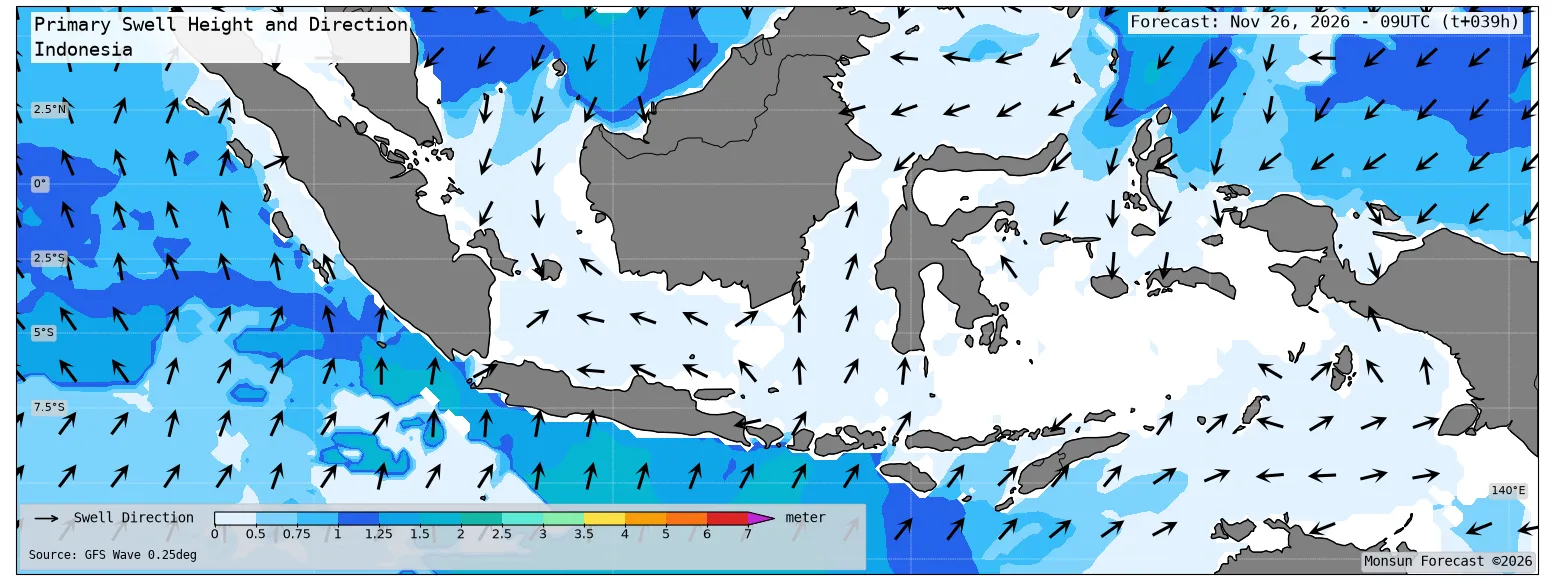 Primary Swell Height and Direction
Indonesia
Forecast: Nov 26, 2026 - 09UTC (t+039h)
2.5°N
0°
2.5°S
5°S
7.5°S
140°E
Swell Direction
0 0.5 0.75 1 1.25 1.5 2 2.5 3 3.5 4 5 6 7
meter
Source: GFS Wave 0.25deg
Monsun Forecast ©2026